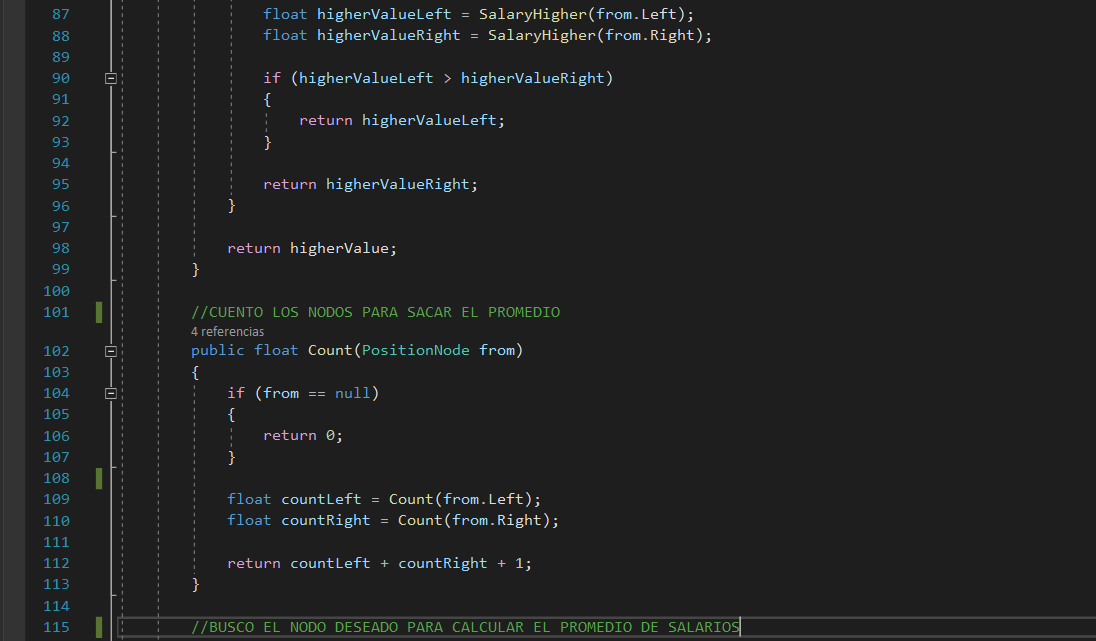 87 float higherValueLeft = SalaryHigher(from.Left);
88 float higherValueRight = SalaryHigher(from.Right);
89
90 if (higherValueLeft > higherValueRight)
91 {
92 return higherValueLeft;
93 }
94
95 return higherValueRight;
96 }
97
98 return higherValue;
99 }
100
101 //CUENTO LOS NODOS PARA SACAR EL PROMEDIO
4 referencias
102 public float Count(PositionNode from)
103 {
104 if (from == null)
105 {
106 return 0;
107 }
108
109 float countLeft = Count(from.Left);
110 float countRight = Count(from.Right);
111
112 return countLeft + countRight + 1;
113 }
114
115 //BUSCO EL NODO DESEADO PARA CALCULAR EL PROMEDIO DE SALARIOS